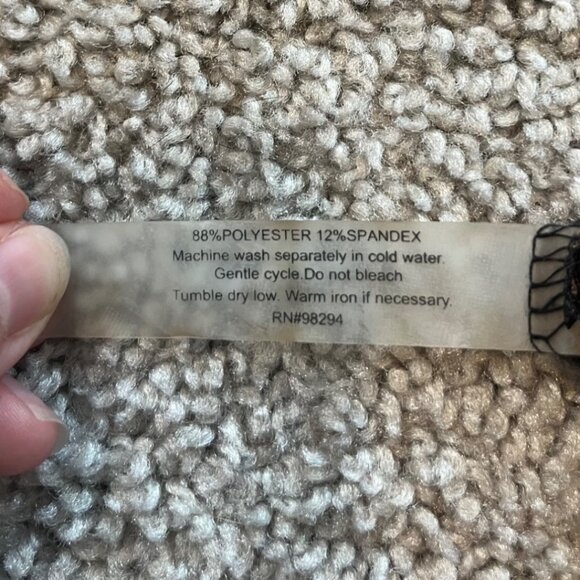 88%POLYESTER 12%SPANDEX
Machine wash separately in cold water.
Gentle cycle.Do not bleach
Tumble dry low. Warm iron if necessary.
RN#98294